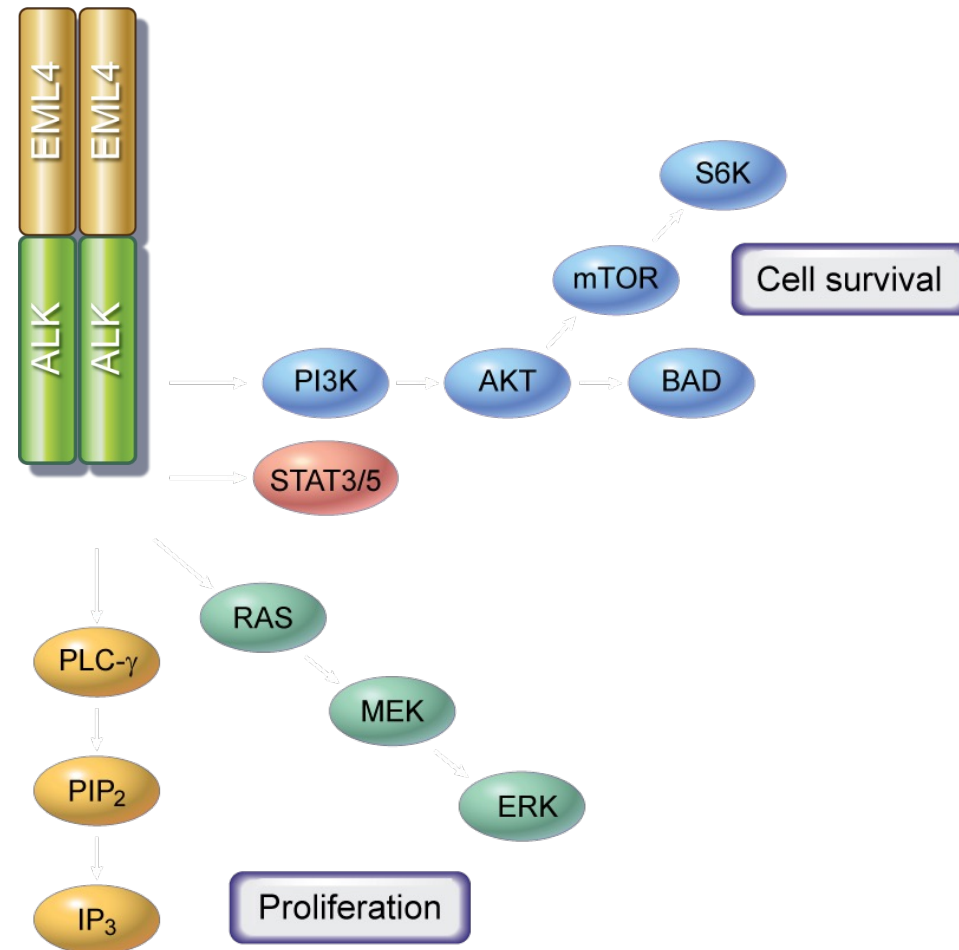 EML4
EML4
ALK
ALK
S6K
mTOR
Cell survival
PI3K
AKT
BAD
STAT3/5
RAS
PLC-γ
MEK
PIP₂
ERK
IP₃
Proliferation